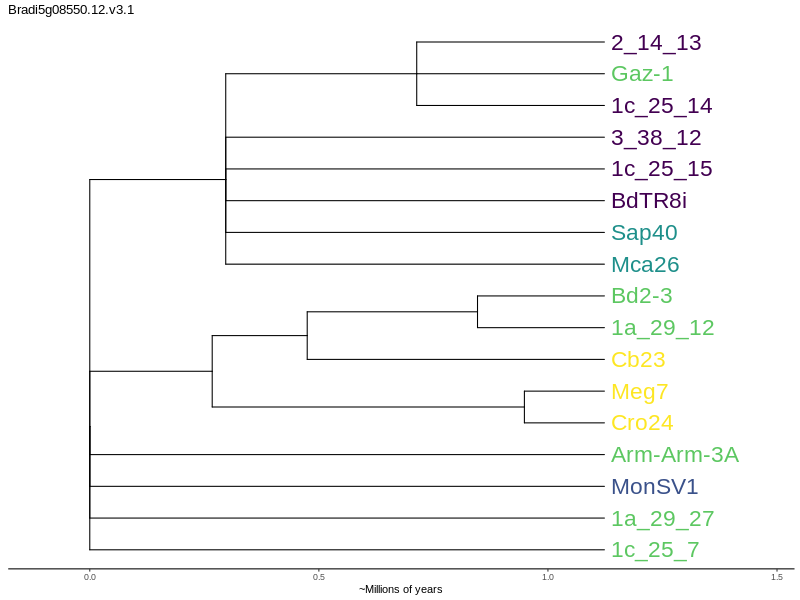 Bradi5g08550.12.v3.1
2_14_13
Gaz-1
1c_25_14
3_38_12
1c_25_15
BdTR8i
Sap40
Mca26
Bd2-3
1a_29_12
Cb23
Meg7
Cro24
Arm-Arm-3A
MonSV1
1a_29_27
1c_25_7
0.0 0.5 1.0 1.5
~Millions of years